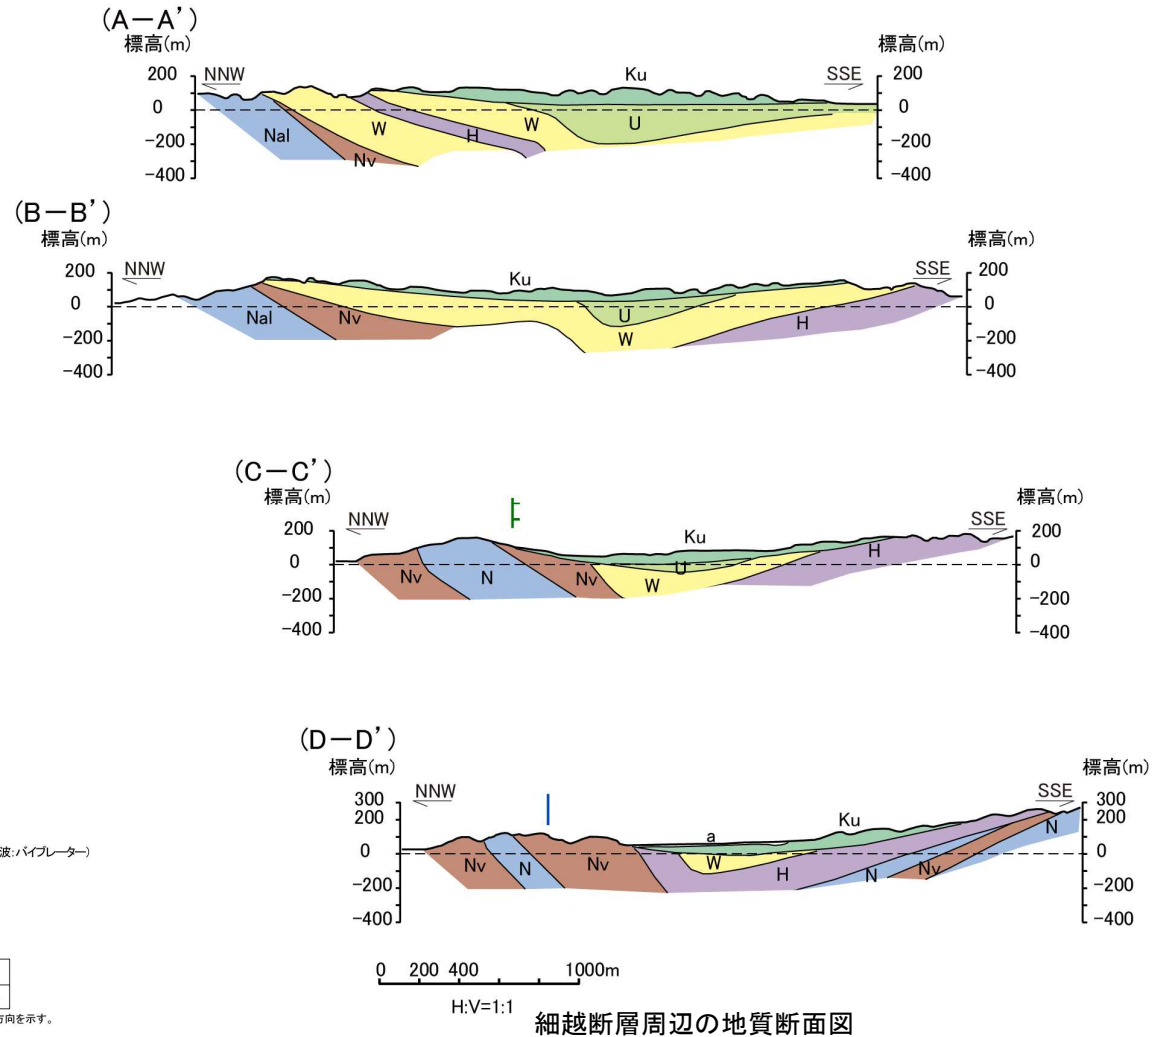 (A－A’)
標高(m)
標高(m)
NNW
Ku
SSE
200
200
0
0
Nal
W
H
W
U
-200
-200
Nv
-400
-400
(B－B’)
標高(m)
標高(m)
NNW
Ku
SSE
200
200
0
0
Nal
Nv
U
H
W
-200
-200
-400
-400
(C－C’)
標高(m)
標高(m)
NNW
Ku
SSE
200
200
H
0
0
Nv
N
Nv
W
U
-200
-200
-400
-400
(D－D’)
標高(m)
標高(m)
NNW
SSE
300
300
200
200
Ku
N
a
0
0
Nv
N
Nv
W
H
N
Nv
-200
-200
-400
-400
波:バイブレーター)
0 200 400 1000m
H:V=1:1
方向を示す。
細越断層周辺の地質断面図